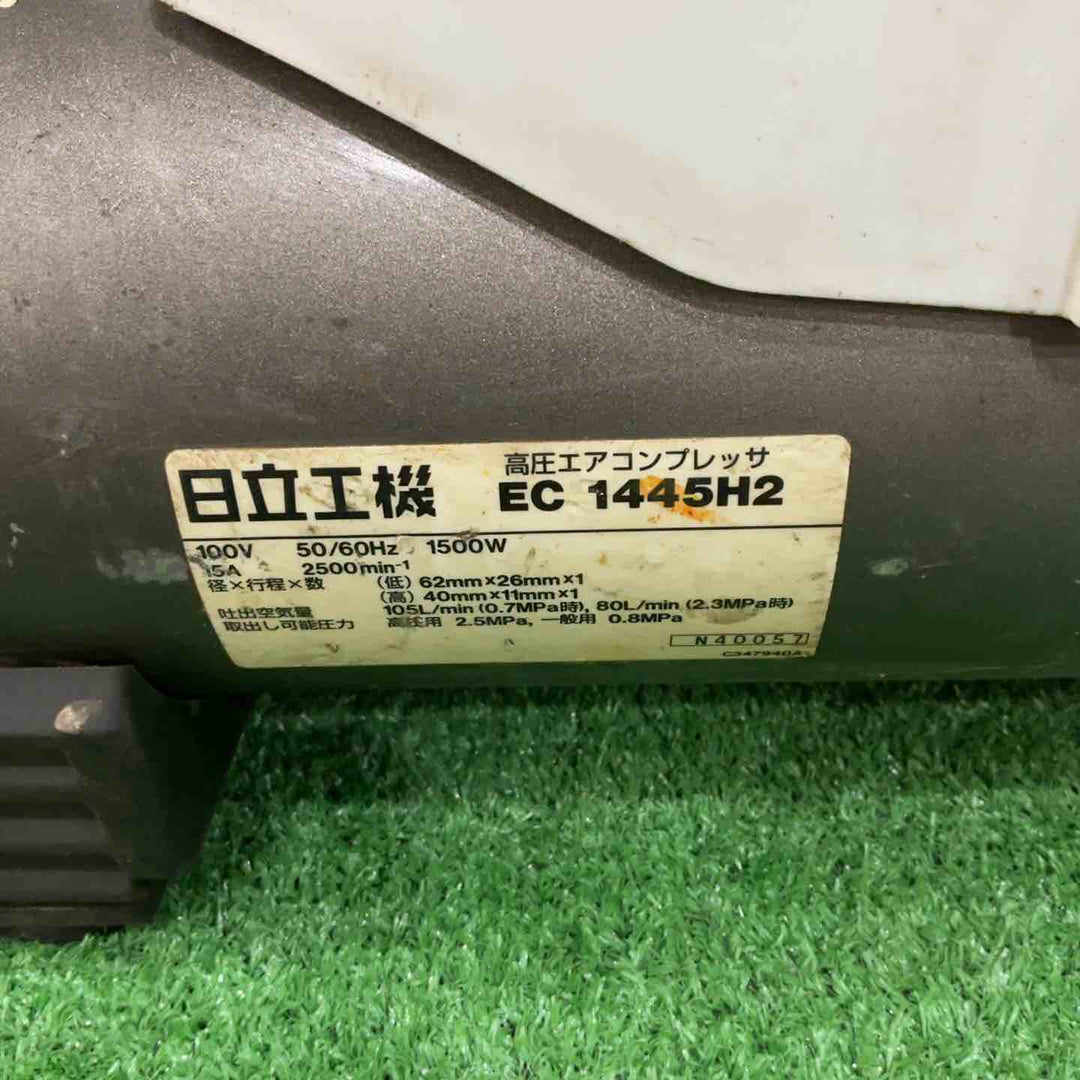 日立工機
高圧エアコンプレッサ
EC 1445H2
100V 50/60Hz 1500W
15A 2500min-1
径×行程×数 (低) 62mm×26mm×1
(高) 40mm×11mm×1
吐出空気量 105L/min (0.7MPa時), 80L/min (2.3MPa時)
取出し可能圧力 高圧用 2.5MPa, 一般用 0.8MPa
N40057
C347940A